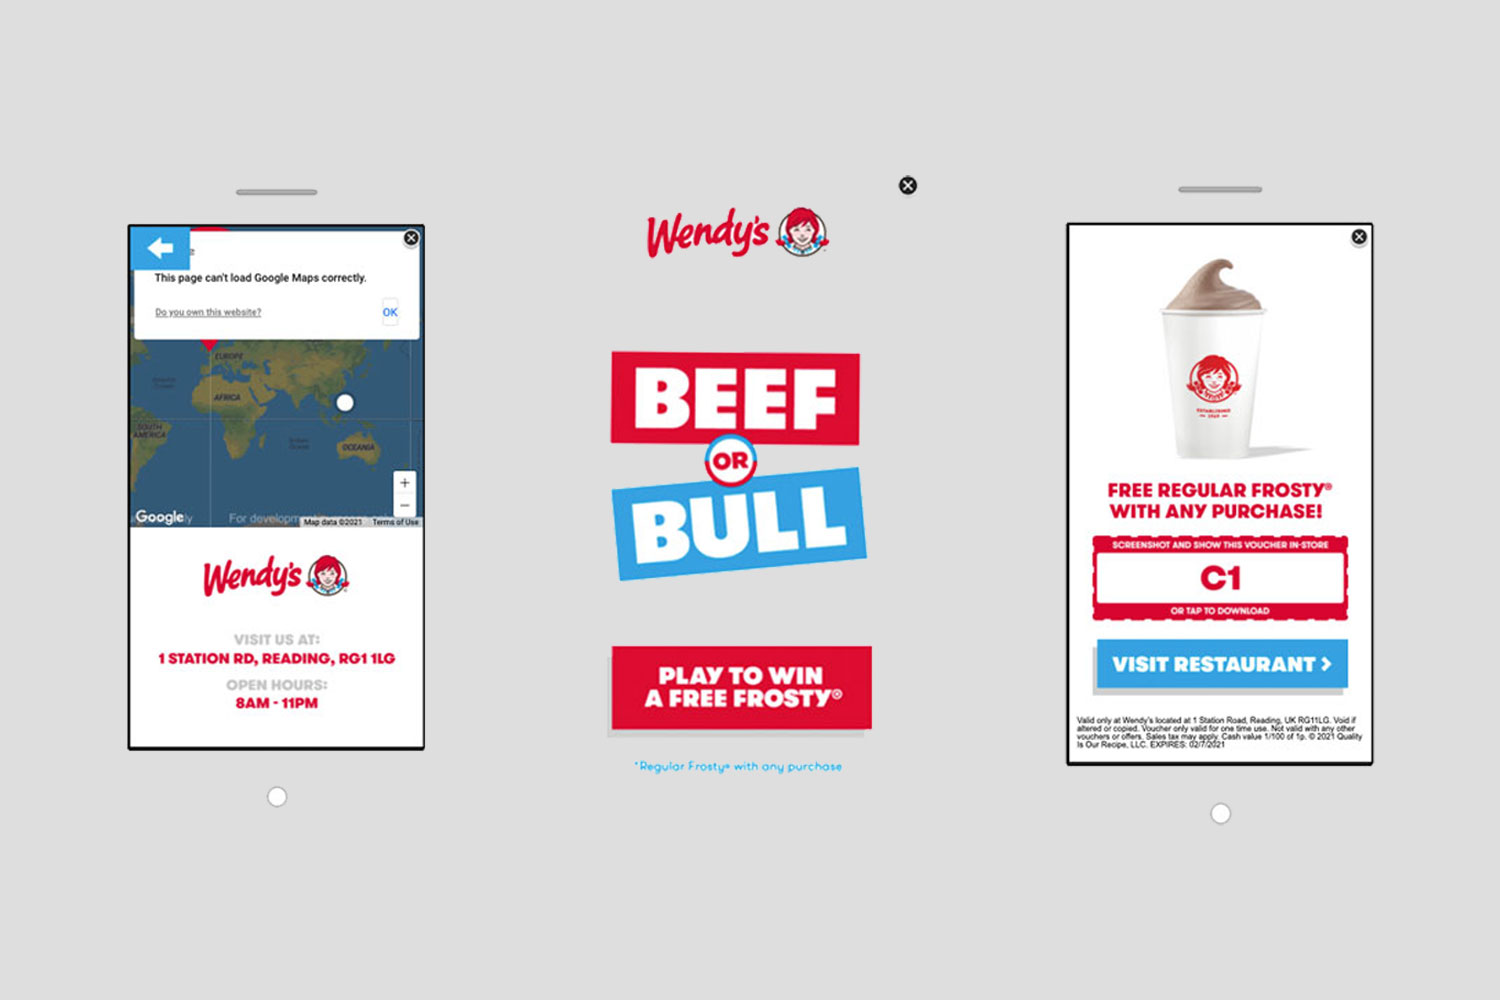 This page can't load Google Maps correctly.
Do you own this website?
OK
EUROPE
AFRICA
SOUTH
AMERICA
OCEANIA
+
−
Google
For developm
Map data ©2021 Terms of Use
Wendy's
VISIT US AT:
1 STATION RD, READING, RG1 1LG
OPEN HOURS:
8AM - 11PM
Wendy's
BEEF
OR
BULL
PLAY TO WIN
A FREE FROSTY®
*Regular Frosty® with any purchase
FREE REGULAR FROSTY®
WITH ANY PURCHASE!
SCREENSHOT AND SHOW THIS VOUCHER IN-STORE
C1
OR TAP TO DOWNLOAD
VISIT RESTAURANT >
Valid only at Wendy's located at 1 Station Road, Reading, UK RG11LG. Void if
altered or copied. Voucher only valid for one time use. Not valid with any other
vouchers or offers. Sales tax may apply. Cash value 1/100 of 1p. © 2021 Quality
Is Our Recipe, LLC. EXPIRES: 02/7/2021